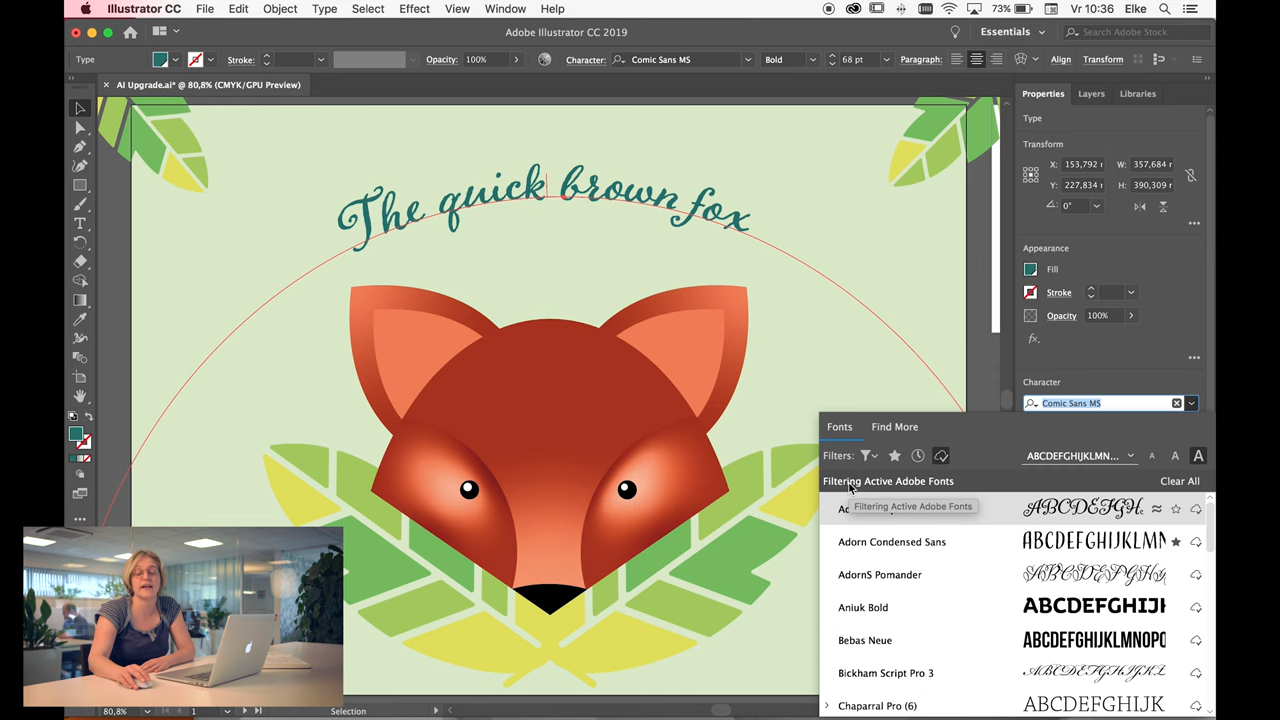 Illustrator CC File Edit Object Type Select Effect View Window Help 73% Vr 10:36 Elke
Adobe Illustrator CC 2019 Essentials Search Adobe Stock
Type Stroke: Opacity: 100% Character: Comic Sans MS Bold 68 pt Paragraph: Align Transform
AI Upgrade.ai* @ 80,8% (CMYK/GPU Preview)
Properties Layers Libraries
Type
Transform
X: 153,792 W: 357,684
Y: 227,834 H: 390,309
0°
Appearance
Fill
Stroke
Opacity 100%
fx.
Character
Comic Sans MS
The quick brown fox
Fonts Find More
Filters: ABCDEFGHIJKLMN... A A A
Filtering Active Adobe Fonts Clear All
Filtering Active Adobe Fonts
ABCDEFGH
Adorn Condensed Sans ABCDEFGHIJKLMN
AdornS Pomander ABCDEFGH
Aniuk Bold ABCDEFGHIJ
Bebas Neue ABCDEFGHIJKLMNOPQ
Bickham Script Pro 3 ABCDEFGHIJKL
Chaparral Pro (6) ABCDEFGHIJK
80,8% 1 Selection